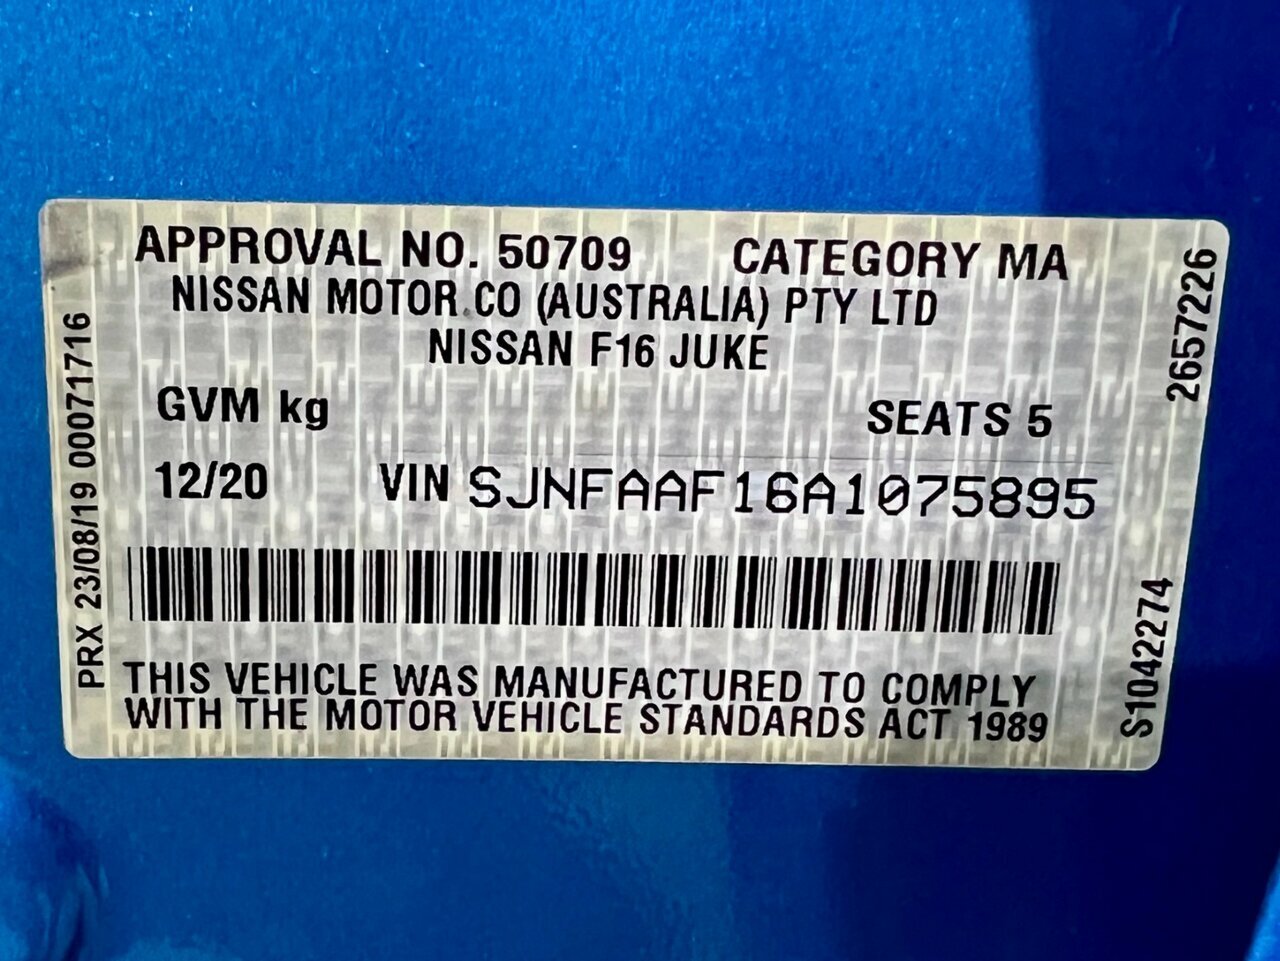 APPROVAL NO. 50709 CATEGORY MA
NISSAN MOTOR CO (AUSTRALIA) PTY LTD
NISSAN F16 JUKE
GVM kg SEATS 5
12/20 VIN SJNFAAF16A1075895
THIS VEHICLE WAS MANUFACTURED TO COMPLY
WITH THE MOTOR VEHICLE STANDARDS ACT 1989
PRX 23/08/19 00071716
2657226
S1042274